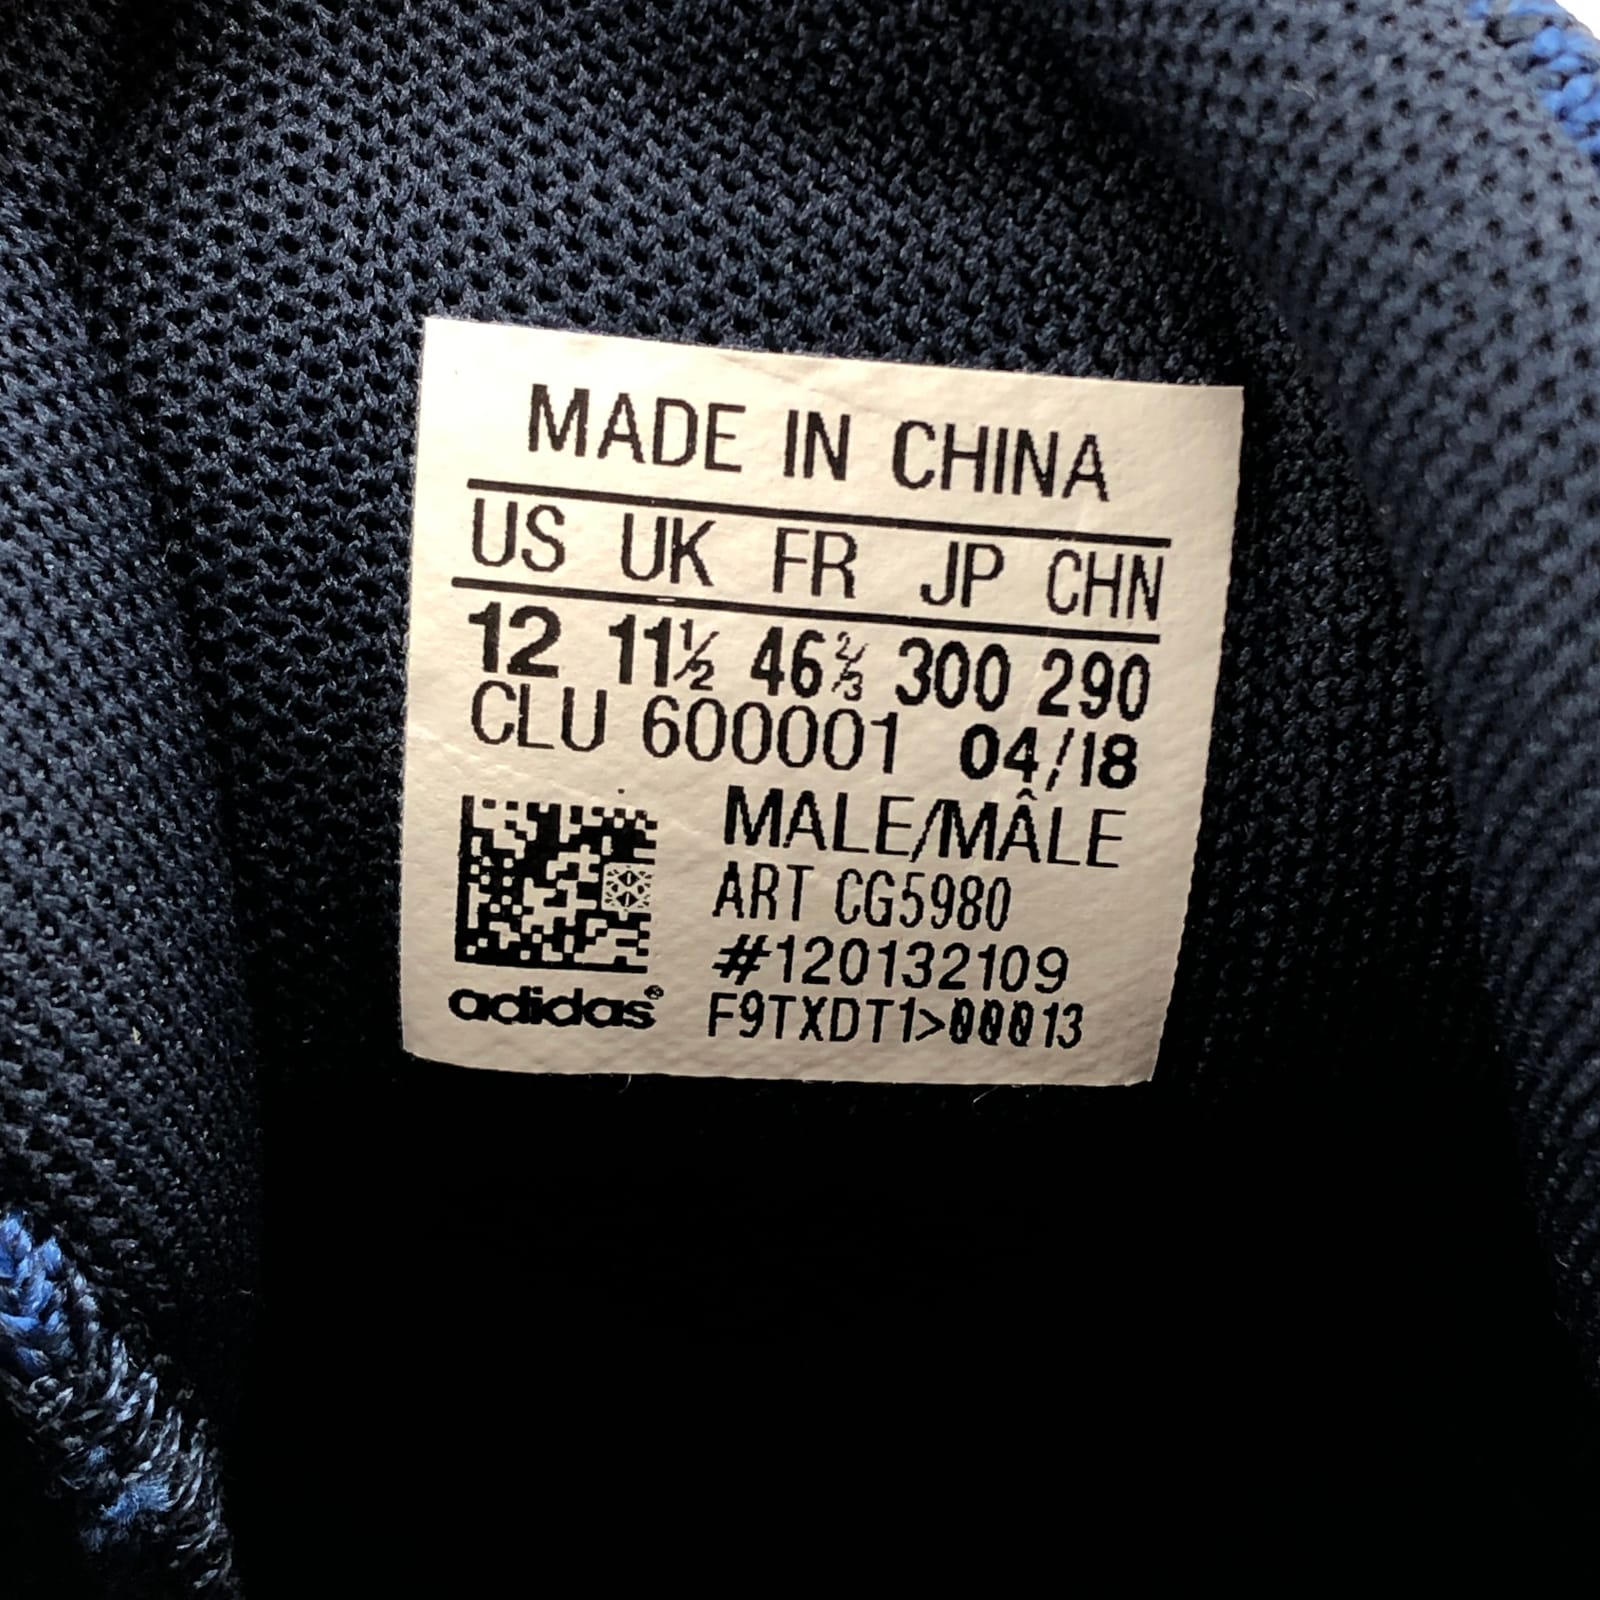 MADE IN CHINA
US UK FR JP CHN
12 11½ 46⅔ 300 290
CLU 600001 04/18
MALE/MÂLE
ART CG5980
#120132109
adidas® F9TXDT1>00013